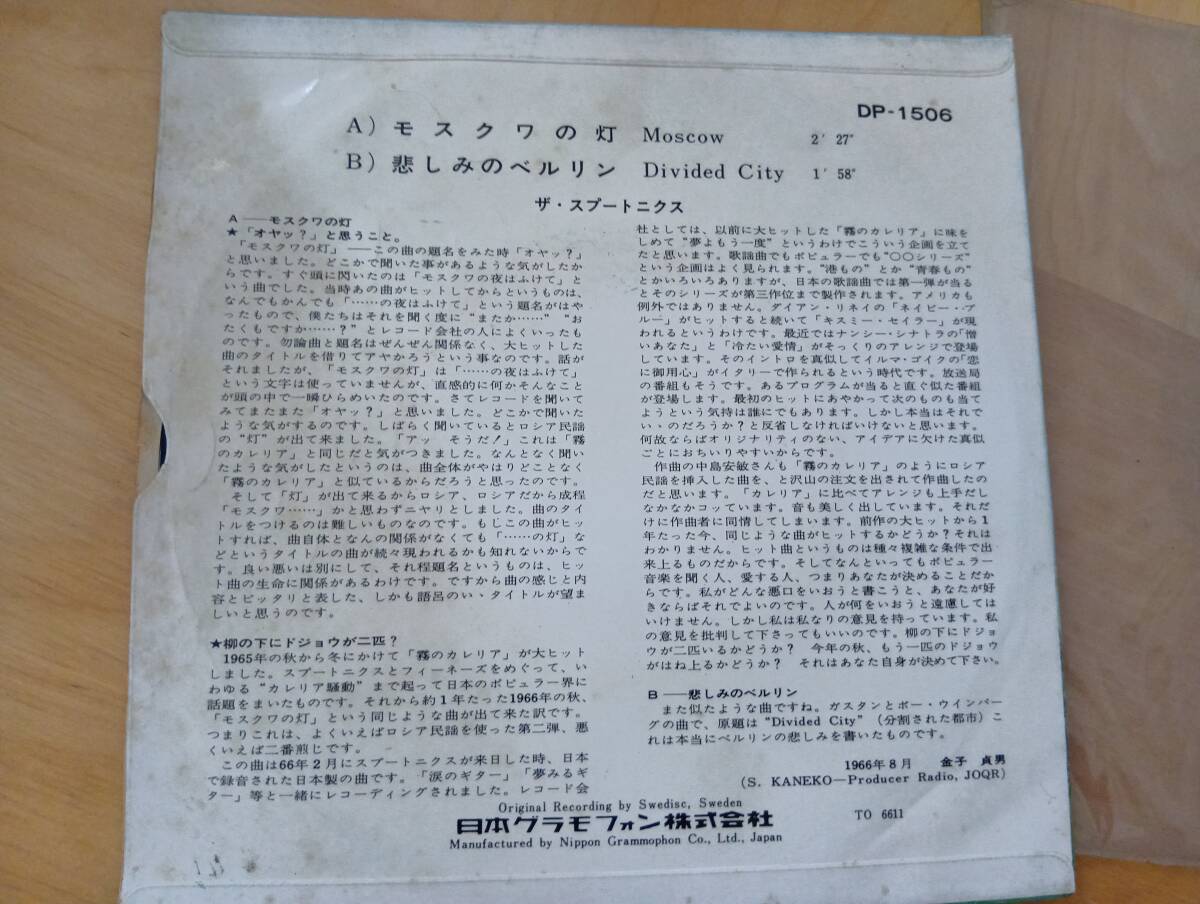 DP-1506
A) モスクワの灯 Moscow 2′ 27″
B) 悲しみのベルリン Divided City 1′ 58″
ザ・スプートニクス
A──モスクワの灯
★「オヤッ?」と思うこと。
「モスクワの灯」──この曲の題名をみた時「オヤッ?」
と思いました。どこかで聞いた事があるような気がしたか
らです。すぐ頭に閃いたのは「モスクワの夜はふけて」と
いう曲でした。当時あの曲がヒットしてからというものは、
なんでもかんでも「……の夜はふけて」という題名がはや
ったもので、僕たちはそれを聞く度に“またか……”“お
たくもですか……?”とレコード会社の人によくいったも
のです。勿論曲と題名はぜんぜん関係なく、大ヒットした
曲のタイトルを借りてアヤかろうという事なのです。話が
それましたが、「モスクワの灯」は「……の夜はふけて」
という文字は使っていませんが、直感的に何かそんなこと
が頭の中で一瞬ひらめいたのです。さてレコードを聞いて
みてまたまた「オヤッ?」と思いました。どこかで聞いた
ような気がするのです。しばらく聞いているとロシア民謡
の“灯”が出て来ました。「アッ そうだ!」これは「霧
のカレリア」と同じだと気がつきました。なんとなく聞い
たような気がしたというのは、曲全体がやはりどことなく
「霧のカレリア」と似ているからだろうと思ったのです。
そして「灯」が出て来るからロシア、ロシアだから成程
「モスクワ……」かと思わずニヤリとしました。曲のタイ
トルをつけるのは難しいものなのです。もしこの曲がヒッ
トすれば、曲自体となんの関係がなくても「……の灯」な
どというタイトルの曲が続々現われるかも知れないからで
す。良い悪いは別にして、それ程題名というものは、ヒッ
ト曲の生命に関係があるわけです。ですから曲の感じと内
容とピッタリと表した、しかも語呂のいゝタイトルが望ま
しいと思うのです。
★柳の下にドジョウが二匹?
1965年の秋から冬にかけて「霧のカレリア」が大ヒット
しました。スプートニクスとフィーネーズをめぐって、い
わゆる“カレリア騒動”まで起って日本のポピュラー界に
話題をまいたものです。それから約1年たった1966年の秋、
「モスクワの灯」という同じような曲が出て来た訳です。
つまりこれは、よくいえばロシア民謡を使った第二弾、悪
くいえば二番煎じです。
この曲は66年2月にスプートニクスが来日した時、日本
で録音された日本製の曲です。「涙のギター」「夢みるギ
ター」等と一緒にレコーディングされました。レコード会
社としては、以前に大ヒットした「霧のカレリア」に味を
しめて“夢よもう一度”というわけでこういう企画を立て
たと思います。歌謡曲でもポピュラーでも“〇〇シリーズ”
という企画はよく見られます。“港もの”とか“青春もの”
とかいろいろありますが、日本の歌謡曲では第一弾が当る
とそのシリーズが第三作位まで製作されます。アメリカも
例外ではありません。ダイアン・リネイの「ネイビー・ブ
ルー」がヒットすると続いて「キスミー・セイラー」が現
われるというわけです。最近ではナンシー・シナトラの「憎
いあなた」と「冷たい愛情」がそっくりのアレンジで登場
しています。そのイントロを真似してイルマ・ゴイクの「恋
に御用心」がイタリーで作られるという時代です。放送局
の番組もそうです。あるプログラムが当ると直ぐ似た番組
が登場します。最初のヒットにあやかって次のものも当て
ようという気持は誰にでもあります。しかし本当はそれで
いゝのだろうか?と反省しなければいけないと思います。
何故ならばオリジナリティのない、アイデアに欠けた真似
ごとにおちいりやすいからです。
作曲の中島安敏さんも「霧のカレリア」のようにロシア
民謡を挿入した曲を、と沢山の注文を出されて作曲したの
だと思います。「カレリア」に比べてアレンジも上手だし
なかなかコッています。音も美しく出しています。それだ
けに作曲者に同情してしまいます。前作の大ヒットから1
年たった今、同じような曲がヒットするかどうか?それは
わかりません。ヒット曲というものは種々複雑な条件で出
来上るものだからです。そしてなんといってもポピュラー
音楽を聞く人、愛する人、つまりあなたが決めることだか
らです。私がどんな悪口をいおうと書こうと、あなたが好
きならばそれでよいのです。人が何をいおうと遠慮しては
いけません。しかし私は私なりの意見を持っています。私
の意見を批判して下さってもいいのです。柳の下にドジョ
ウが二匹いるかどうか? 今年の秋、もう一匹のドジョウ
がはね上るかどうか? それはあなた自身が決めて下さい。
B──悲しみのベルリン
また似たような曲ですね。ガスタンとボー・ウインバー
グの曲で、原題は“Divided City”(分割された都市)こ
れは本当にベルリンの悲しみを書いたものです。
1966年8月 金子 貞男
(S. KANEKO—Producer Radio, JOQR)
Original Recording by Swedisc, Sweden
日本グラモフォン株式会社
TO 6611
Manufactured by Nippon Grammophon Co., Ltd., Japan